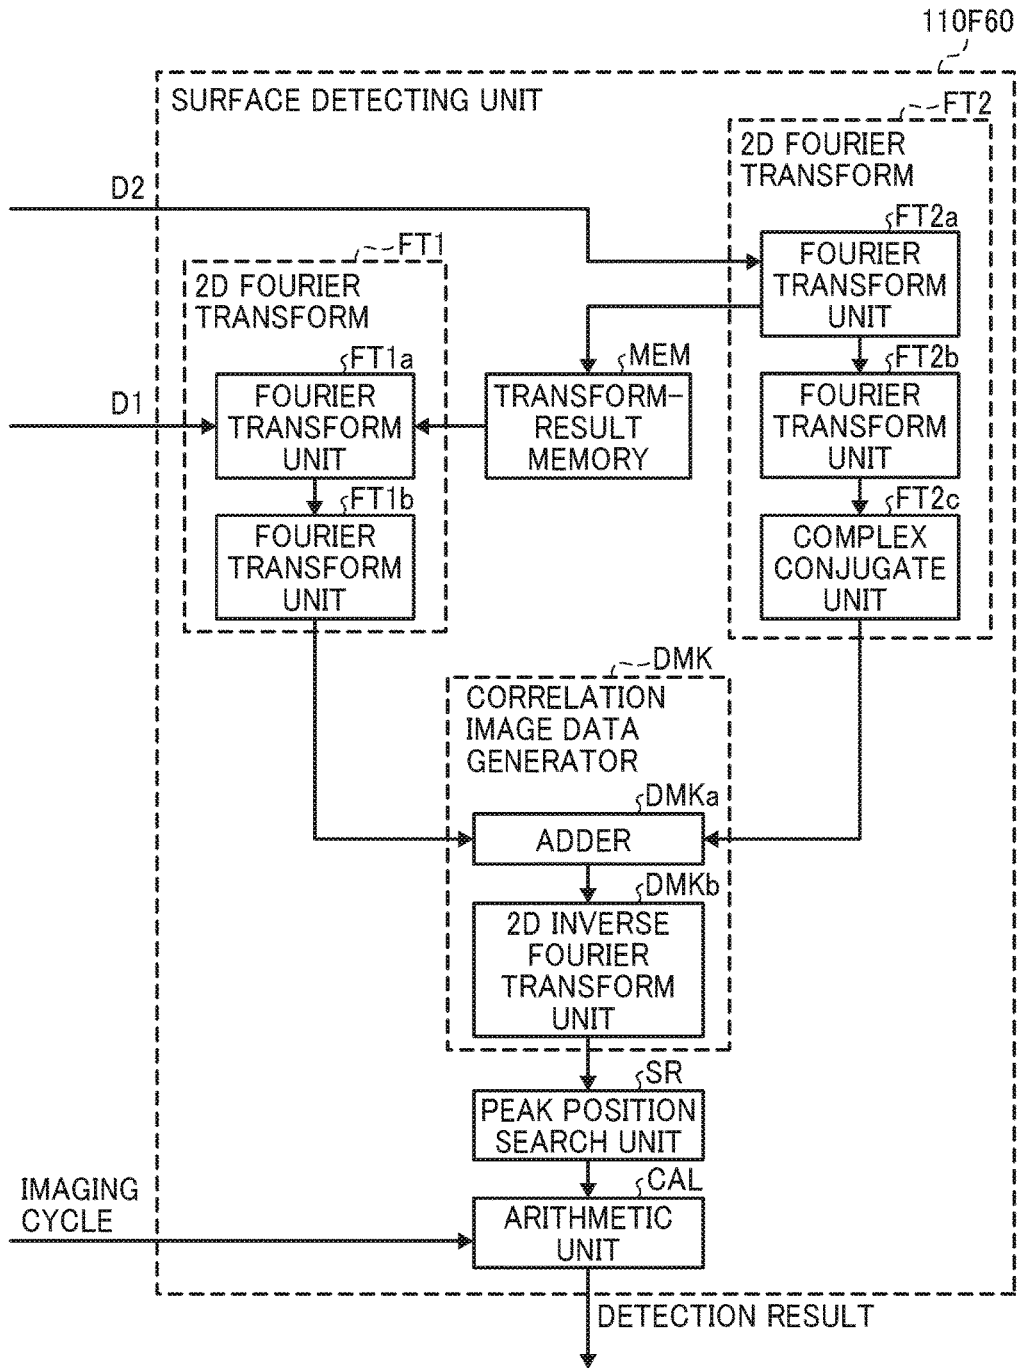 110F60
SURFACE DETECTING UNIT
FT2
2D FOURIER
TRANSFORM
D2
FT2a
FOURIER
TRANSFORM
UNIT
FT1
2D FOURIER
TRANSFORM
FT1a
FOURIER
TRANSFORM
UNIT
D1
MEM
TRANSFORM-
RESULT
MEMORY
FT2b
FOURIER
TRANSFORM
UNIT
FT1b
FOURIER
TRANSFORM
UNIT
FT2c
COMPLEX
CONJUGATE
UNIT
DMK
CORRELATION
IMAGE DATA
GENERATOR
DMKa
ADDER
DMKb
2D INVERSE
FOURIER
TRANSFORM
UNIT
SR
PEAK POSITION
SEARCH UNIT
CAL
IMAGING
CYCLE
ARITHMETIC
UNIT
DETECTION RESULT